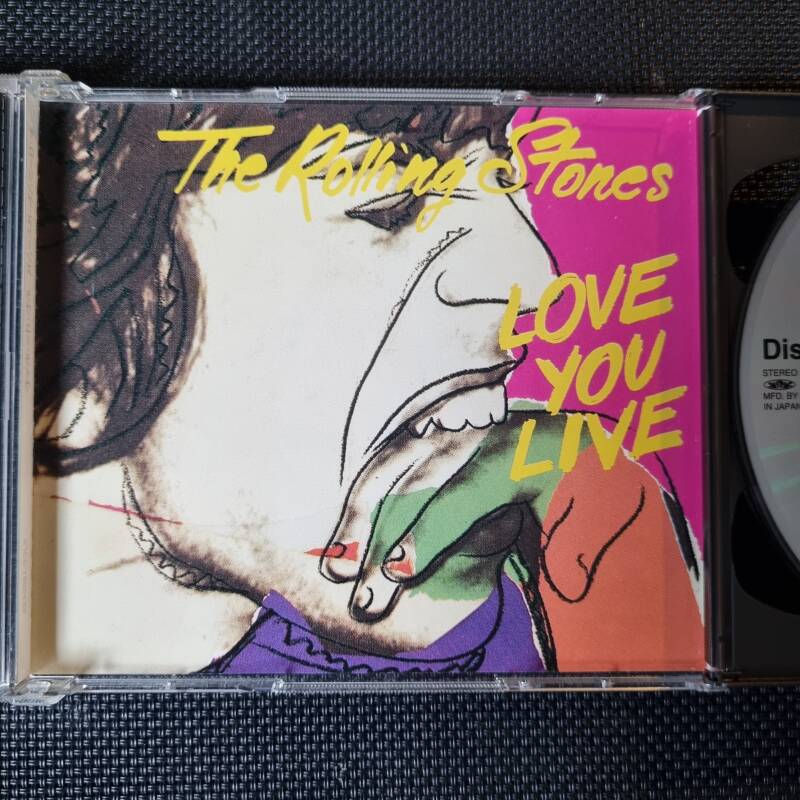 The Rolling Stones
LOVE
YOU
LIVE
Dis
STEREO
MFD. BY
IN JAPAN